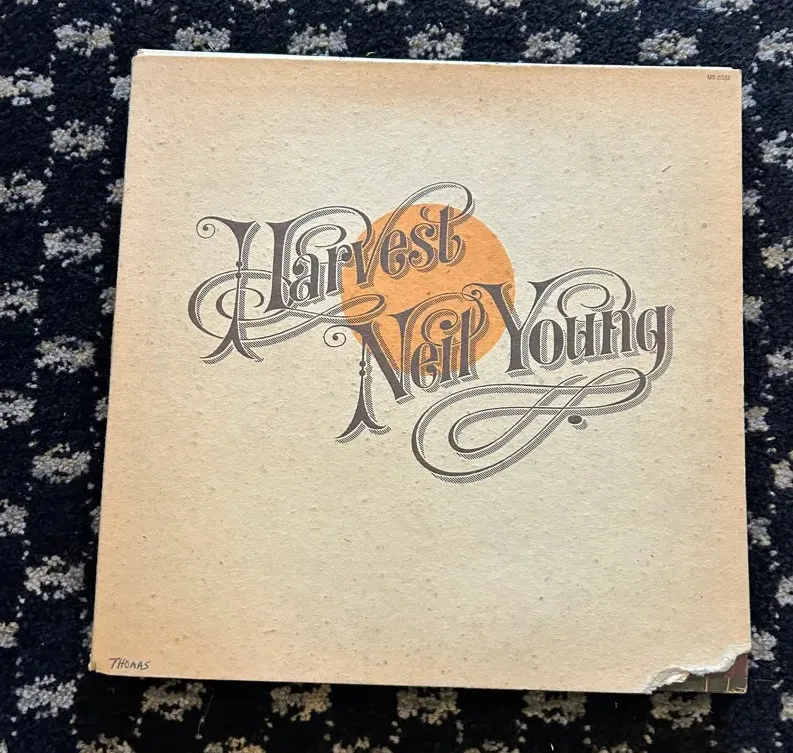 MS 2032
Harvest
Neil Young
THOMAS